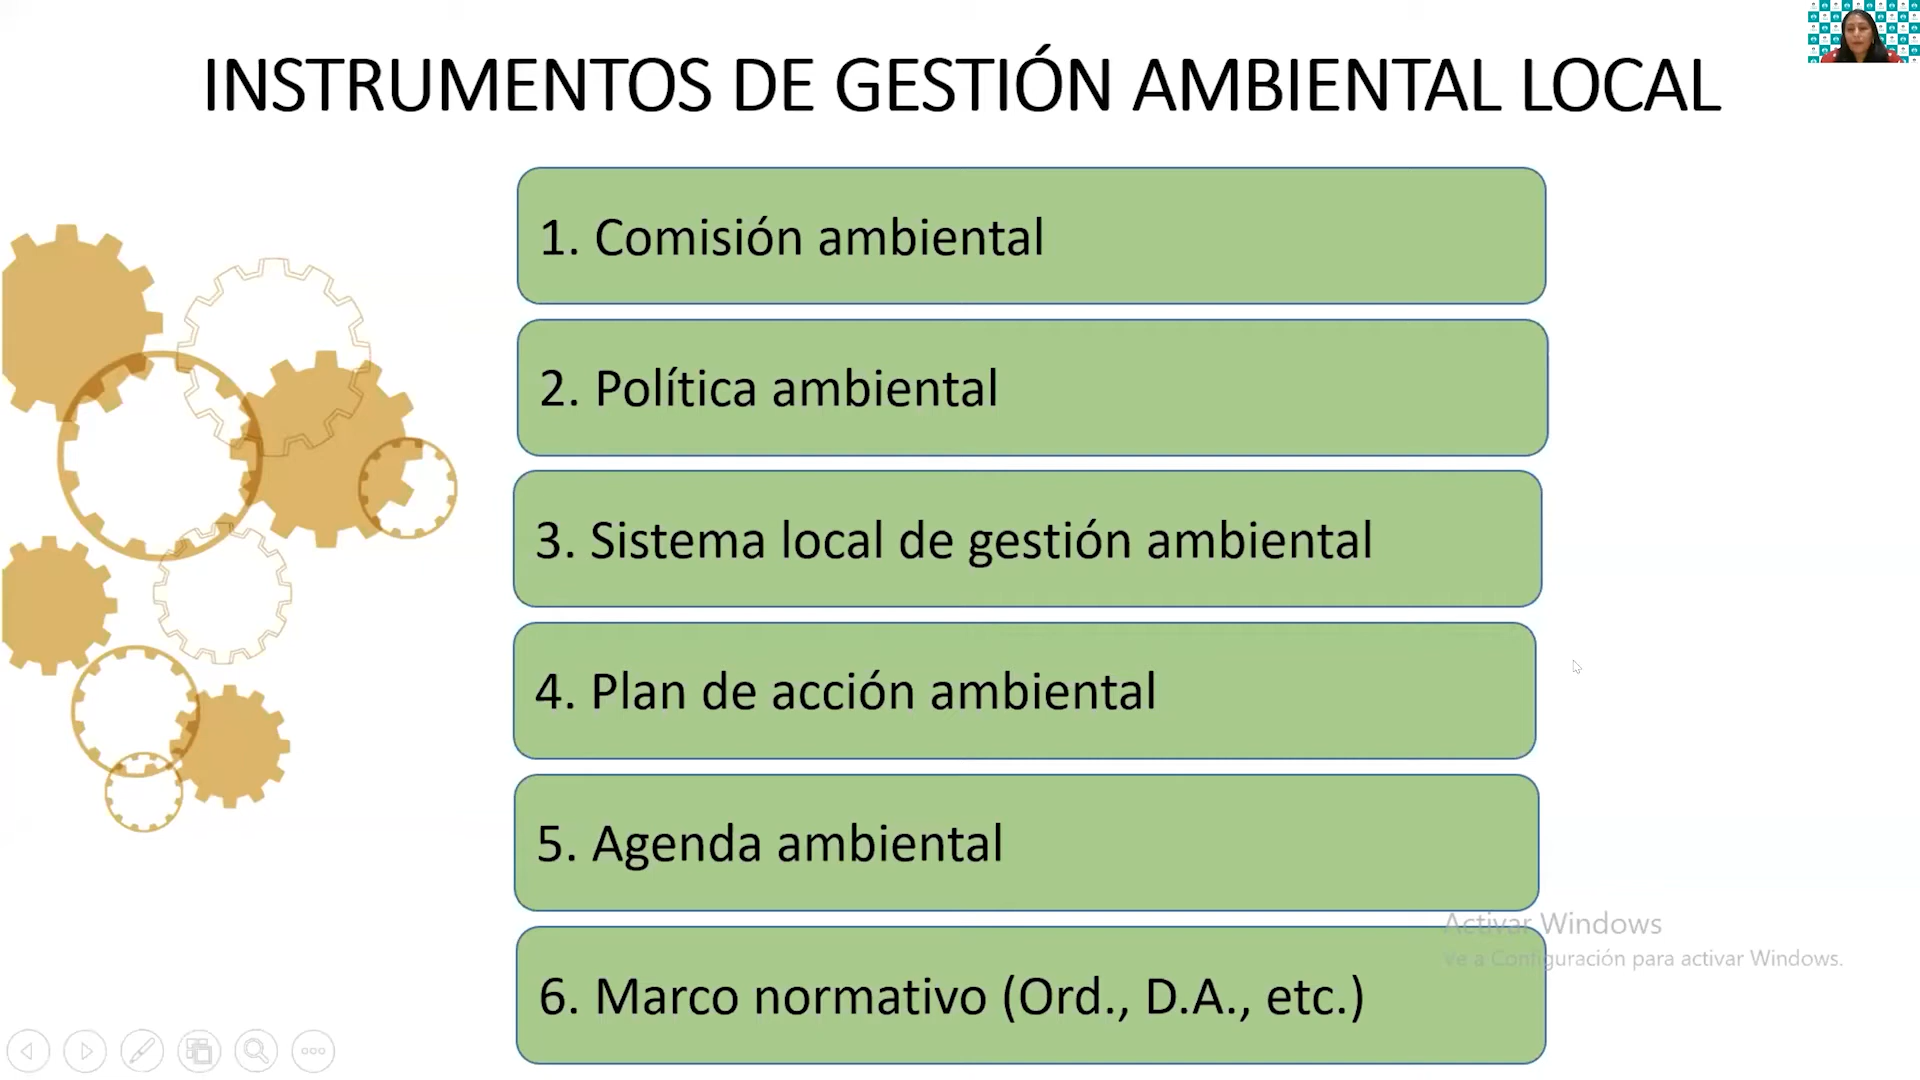 INSTRUMENTOS DE GESTIÓN AMBIENTAL LOCAL
1. Comisión ambiental
2. Política ambiental
3. Sistema local de gestión ambiental
4. Plan de acción ambiental
5. Agenda ambiental
6. Marco normativo (Ord., D.A., etc.)
Activar Windows
Ve a Configuración para activar Windows.